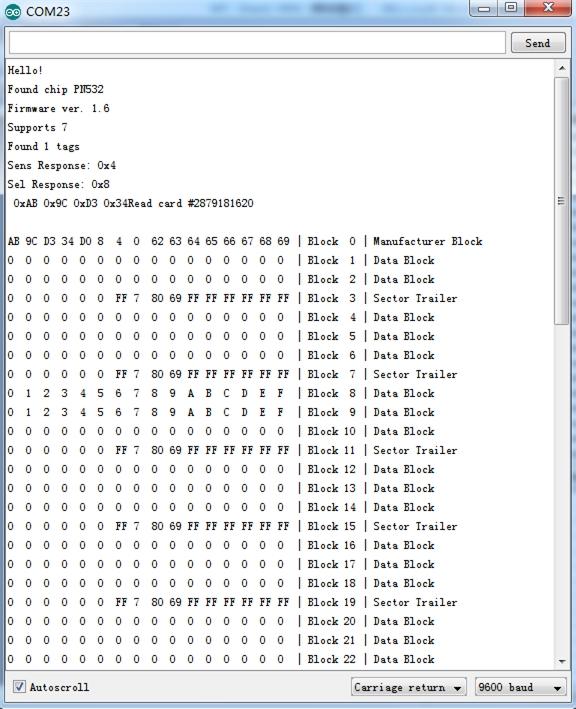 COM23
Send
Hello!
Found chip PN532
Firmware ver. 1.6
Supports 7
Found 1 tags
Sens Response: 0x4
Sel Response: 0x8
0xAB 0x9C 0xD3 0x34Read card #2879181620
AB 9C D3 34 D0 8 4 0 62 63 64 65 66 67 68 69 | Block 0 | Manufacturer Block
0 0 0 0 0 0 0 0 0 0 0 0 0 0 0 0 | Block 1 | Data Block
0 0 0 0 0 0 0 0 0 0 0 0 0 0 0 0 | Block 2 | Data Block
0 0 0 0 0 0 FF 7 80 69 FF FF FF FF FF FF | Block 3 | Sector Trailer
0 0 0 0 0 0 0 0 0 0 0 0 0 0 0 0 | Block 4 | Data Block
0 0 0 0 0 0 0 0 0 0 0 0 0 0 0 0 | Block 5 | Data Block
0 0 0 0 0 0 0 0 0 0 0 0 0 0 0 0 | Block 6 | Data Block
0 0 0 0 0 0 FF 7 80 69 FF FF FF FF FF FF | Block 7 | Sector Trailer
0 1 2 3 4 5 6 7 8 9 A B C D E F | Block 8 | Data Block
0 1 2 3 4 5 6 7 8 9 A B C D E F | Block 9 | Data Block
0 0 0 0 0 0 0 0 0 0 0 0 0 0 0 0 | Block 10 | Data Block
0 0 0 0 0 0 FF 7 80 69 FF FF FF FF FF FF | Block 11 | Sector Trailer
0 0 0 0 0 0 0 0 0 0 0 0 0 0 0 0 | Block 12 | Data Block
0 0 0 0 0 0 0 0 0 0 0 0 0 0 0 0 | Block 13 | Data Block
0 0 0 0 0 0 0 0 0 0 0 0 0 0 0 0 | Block 14 | Data Block
0 0 0 0 0 0 FF 7 80 69 FF FF FF FF FF FF | Block 15 | Sector Trailer
0 0 0 0 0 0 0 0 0 0 0 0 0 0 0 0 | Block 16 | Data Block
0 0 0 0 0 0 0 0 0 0 0 0 0 0 0 0 | Block 17 | Data Block
0 0 0 0 0 0 0 0 0 0 0 0 0 0 0 0 | Block 18 | Data Block
0 0 0 0 0 0 FF 7 80 69 FF FF FF FF FF FF | Block 19 | Sector Trailer
0 0 0 0 0 0 0 0 0 0 0 0 0 0 0 0 | Block 20 | Data Block
0 0 0 0 0 0 0 0 0 0 0 0 0 0 0 0 | Block 21 | Data Block
0 0 0 0 0 0 0 0 0 0 0 0 0 0 0 0 | Block 22 | Data Block
Autoscroll
Carriage return
9600 baud